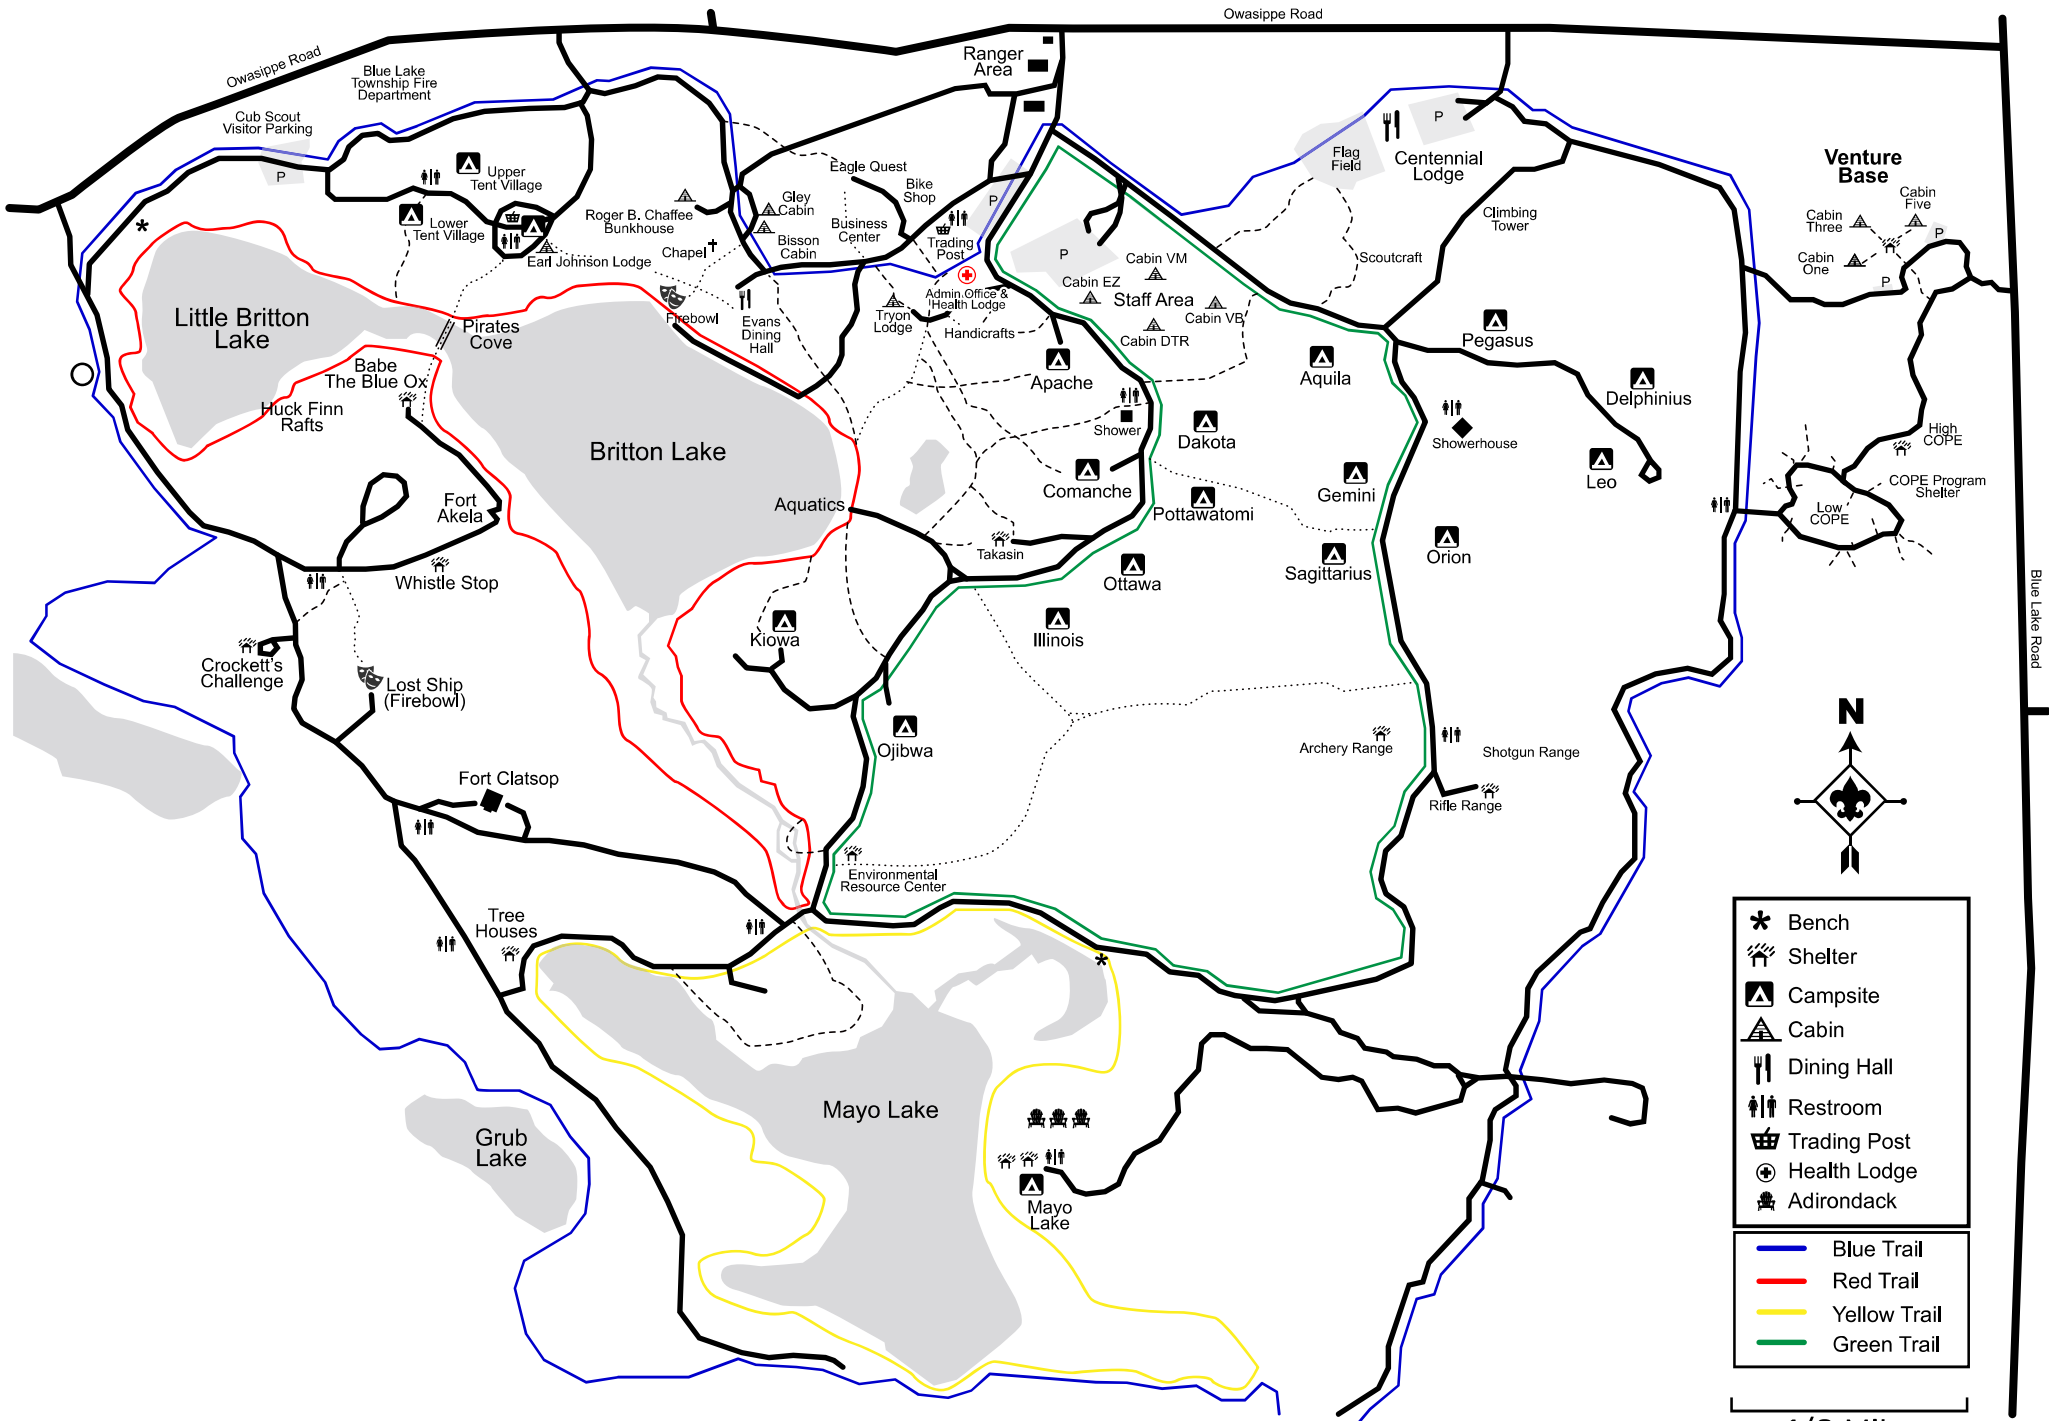 Owasippe Road
Owasippe Road
Ranger
Area
Blue Lake
Township Fire
Department
Cub Scout
Visitor Parking
P
P
Flag
Field
Centennial
Lodge
Venture
Base
Cabin
Five
Cabin
Three
P
Cabin
One
P
Upper
Tent Village
Lower
Tent Village
Earl Johnson Lodge
Roger B. Chaffee
Bunkhouse
Chapel
Gley
Cabin
Bisson
Cabin
Eagle Quest
Bike
Shop
Business
Center
P
Trading
Post
Admin Office &
Health Lodge
P
Cabin VM
Cabin EZ
Staff Area
Cabin VB
Cabin DTR
Scoutcraft
Climbing
Tower
Little Britton
Lake
Pirates
Cove
Firebowl
Evans
Dining
Hall
Tryon
Lodge
Handicrafts
Apache
Aquila
Pegasus
Delphinius
Babe
The Blue Ox
Huck Finn
Rafts
Britton Lake
Shower
Dakota
Showerhouse
High
COPE
COPE Program
Shelter
Low
COPE
Leo
Gemini
Comanche
Pottawatomi
Fort
Akela
Aquatics
Takasin
Orion
Sagittarius
Ottawa
Whistle Stop
Illinois
Kiowa
Blue Lake Road
Crockett's
Challenge
Lost Ship
(Firebowl)
Ojibwa
Archery Range
Shotgun Range
Rifle Range
N
Fort Clatsop
Environmental
Resource Center
Tree
Houses
Mayo Lake
Grub
Lake
Mayo
Lake
Bench
Shelter
Campsite
Cabin
Dining Hall
Restroom
Trading Post
Health Lodge
Adirondack
Blue Trail
Red Trail
Yellow Trail
Green Trail